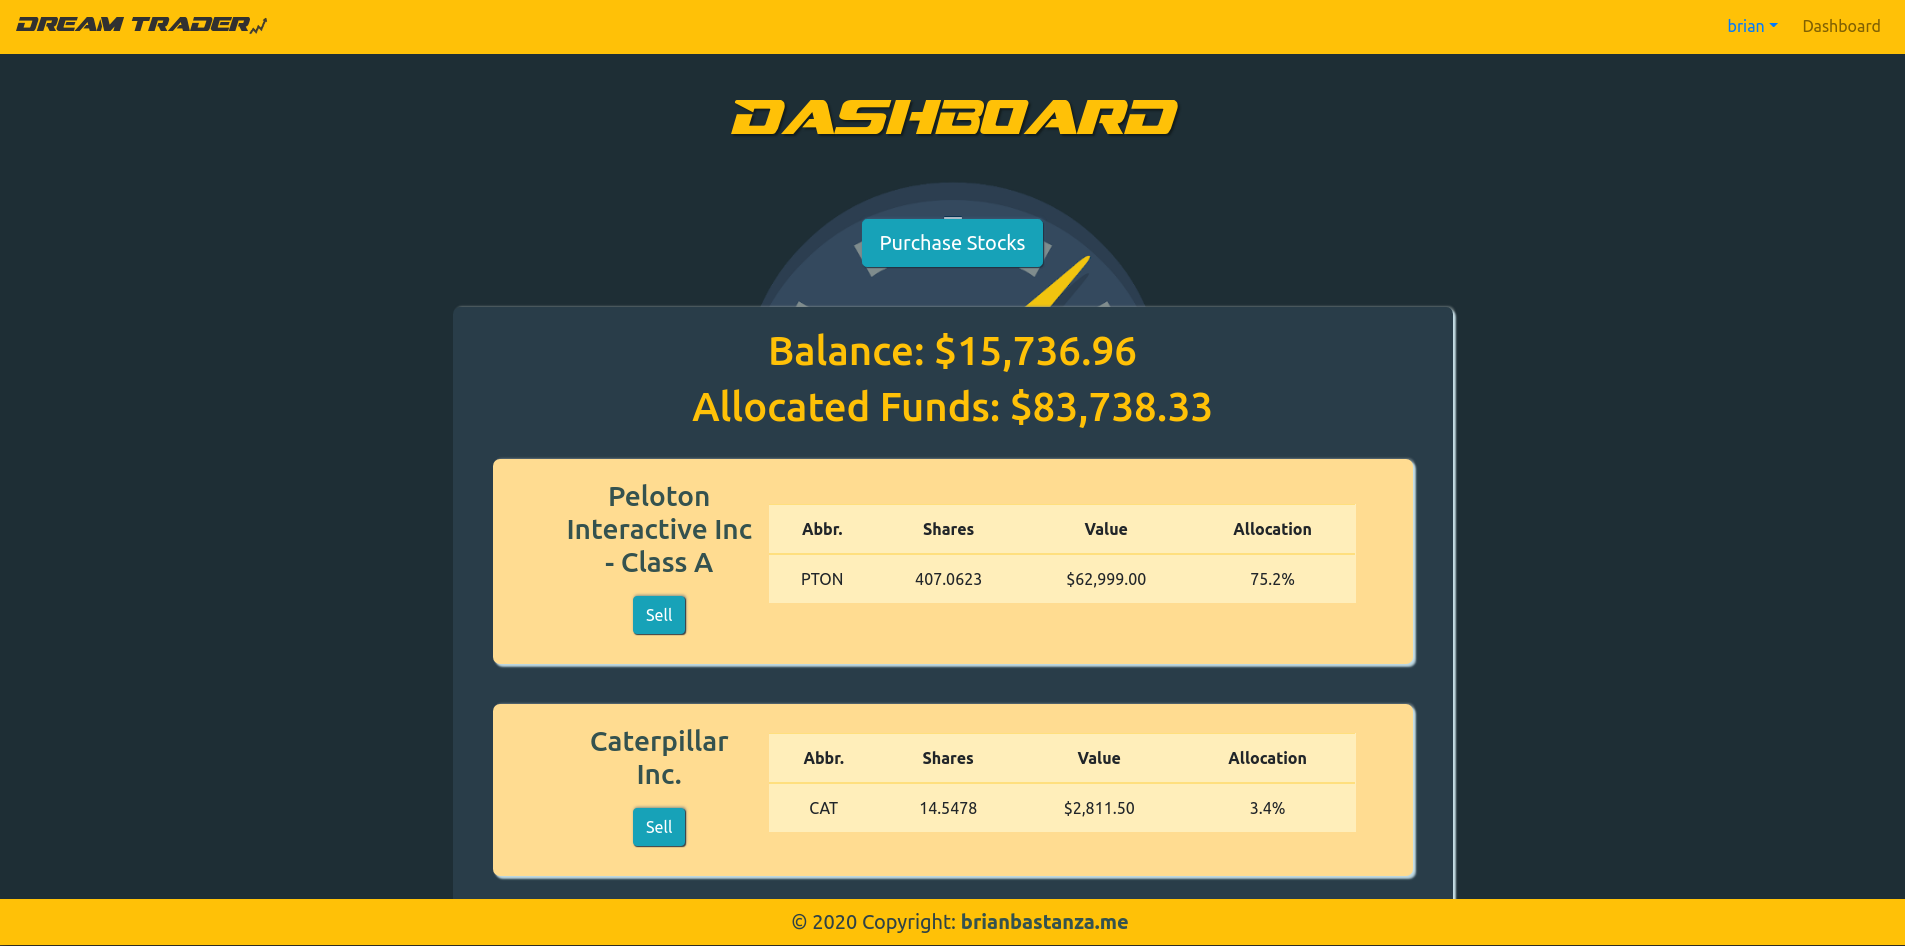 DREAM TRADER
brian
Dashboard
DASHBOARD
Purchase Stocks
Balance: $15,736.96
Allocated Funds: $83,738.33
Peloton
Interactive Inc
- Class A
Sell
Abbr. Shares Value Allocation
PTON 407.0623 $62,999.00 75.2%
Caterpillar
Inc.
Sell
Abbr. Shares Value Allocation
CAT 14.5478 $2,811.50 3.4%
© 2020 Copyright: brianbastanza.me